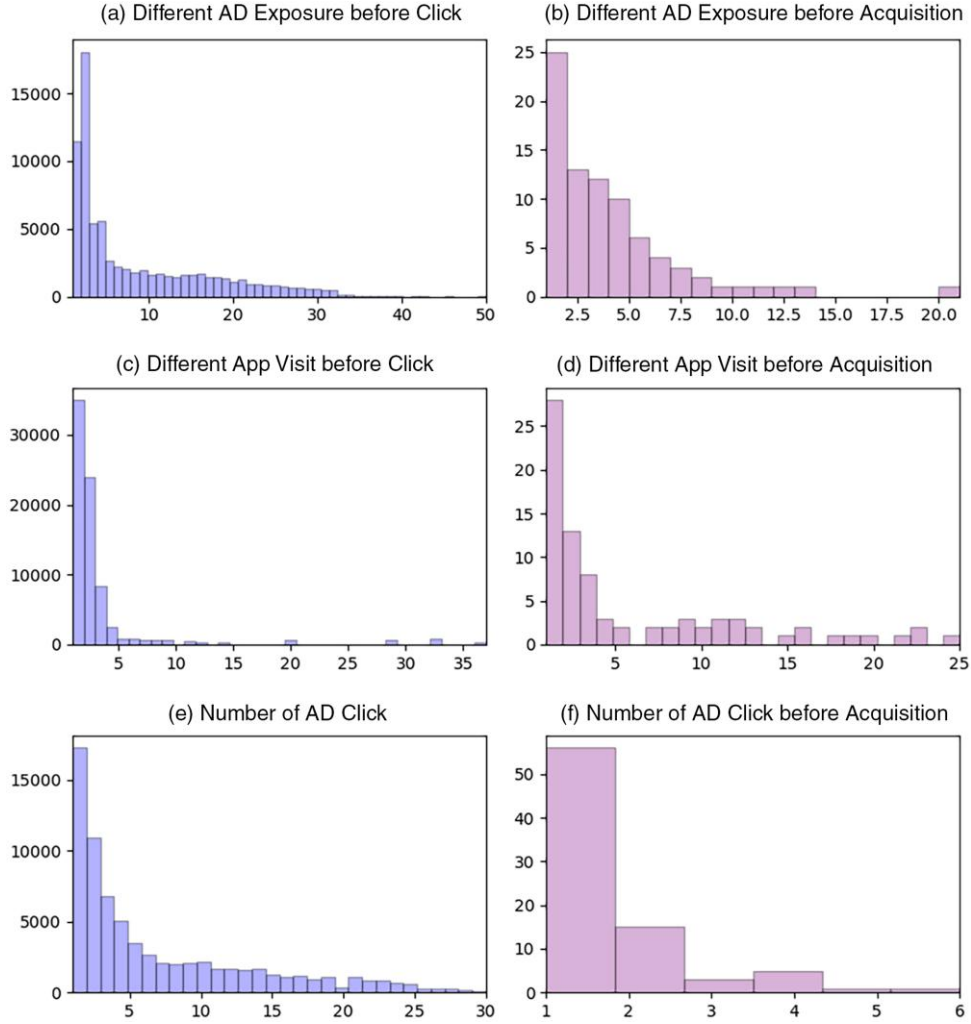 (a) Different AD Exposure before Click
15000
10000
5000
0
10 20 30 40 50
(b) Different AD Exposure before Acquisition
25
20
15
10
5
0
2.5 5.0 7.5 10.0 12.5 15.0 17.5 20.0
(c) Different App Visit before Click
30000
20000
10000
0
5 10 15 20 25 30 35
(d) Different App Visit before Acquisition
25
20
15
10
5
0
5 10 15 20 25
(e) Number of AD Click
15000
10000
5000
0
5 10 15 20 25 30
(f) Number of AD Click before Acquisition
50
40
30
20
10
0
1 2 3 4 5 6